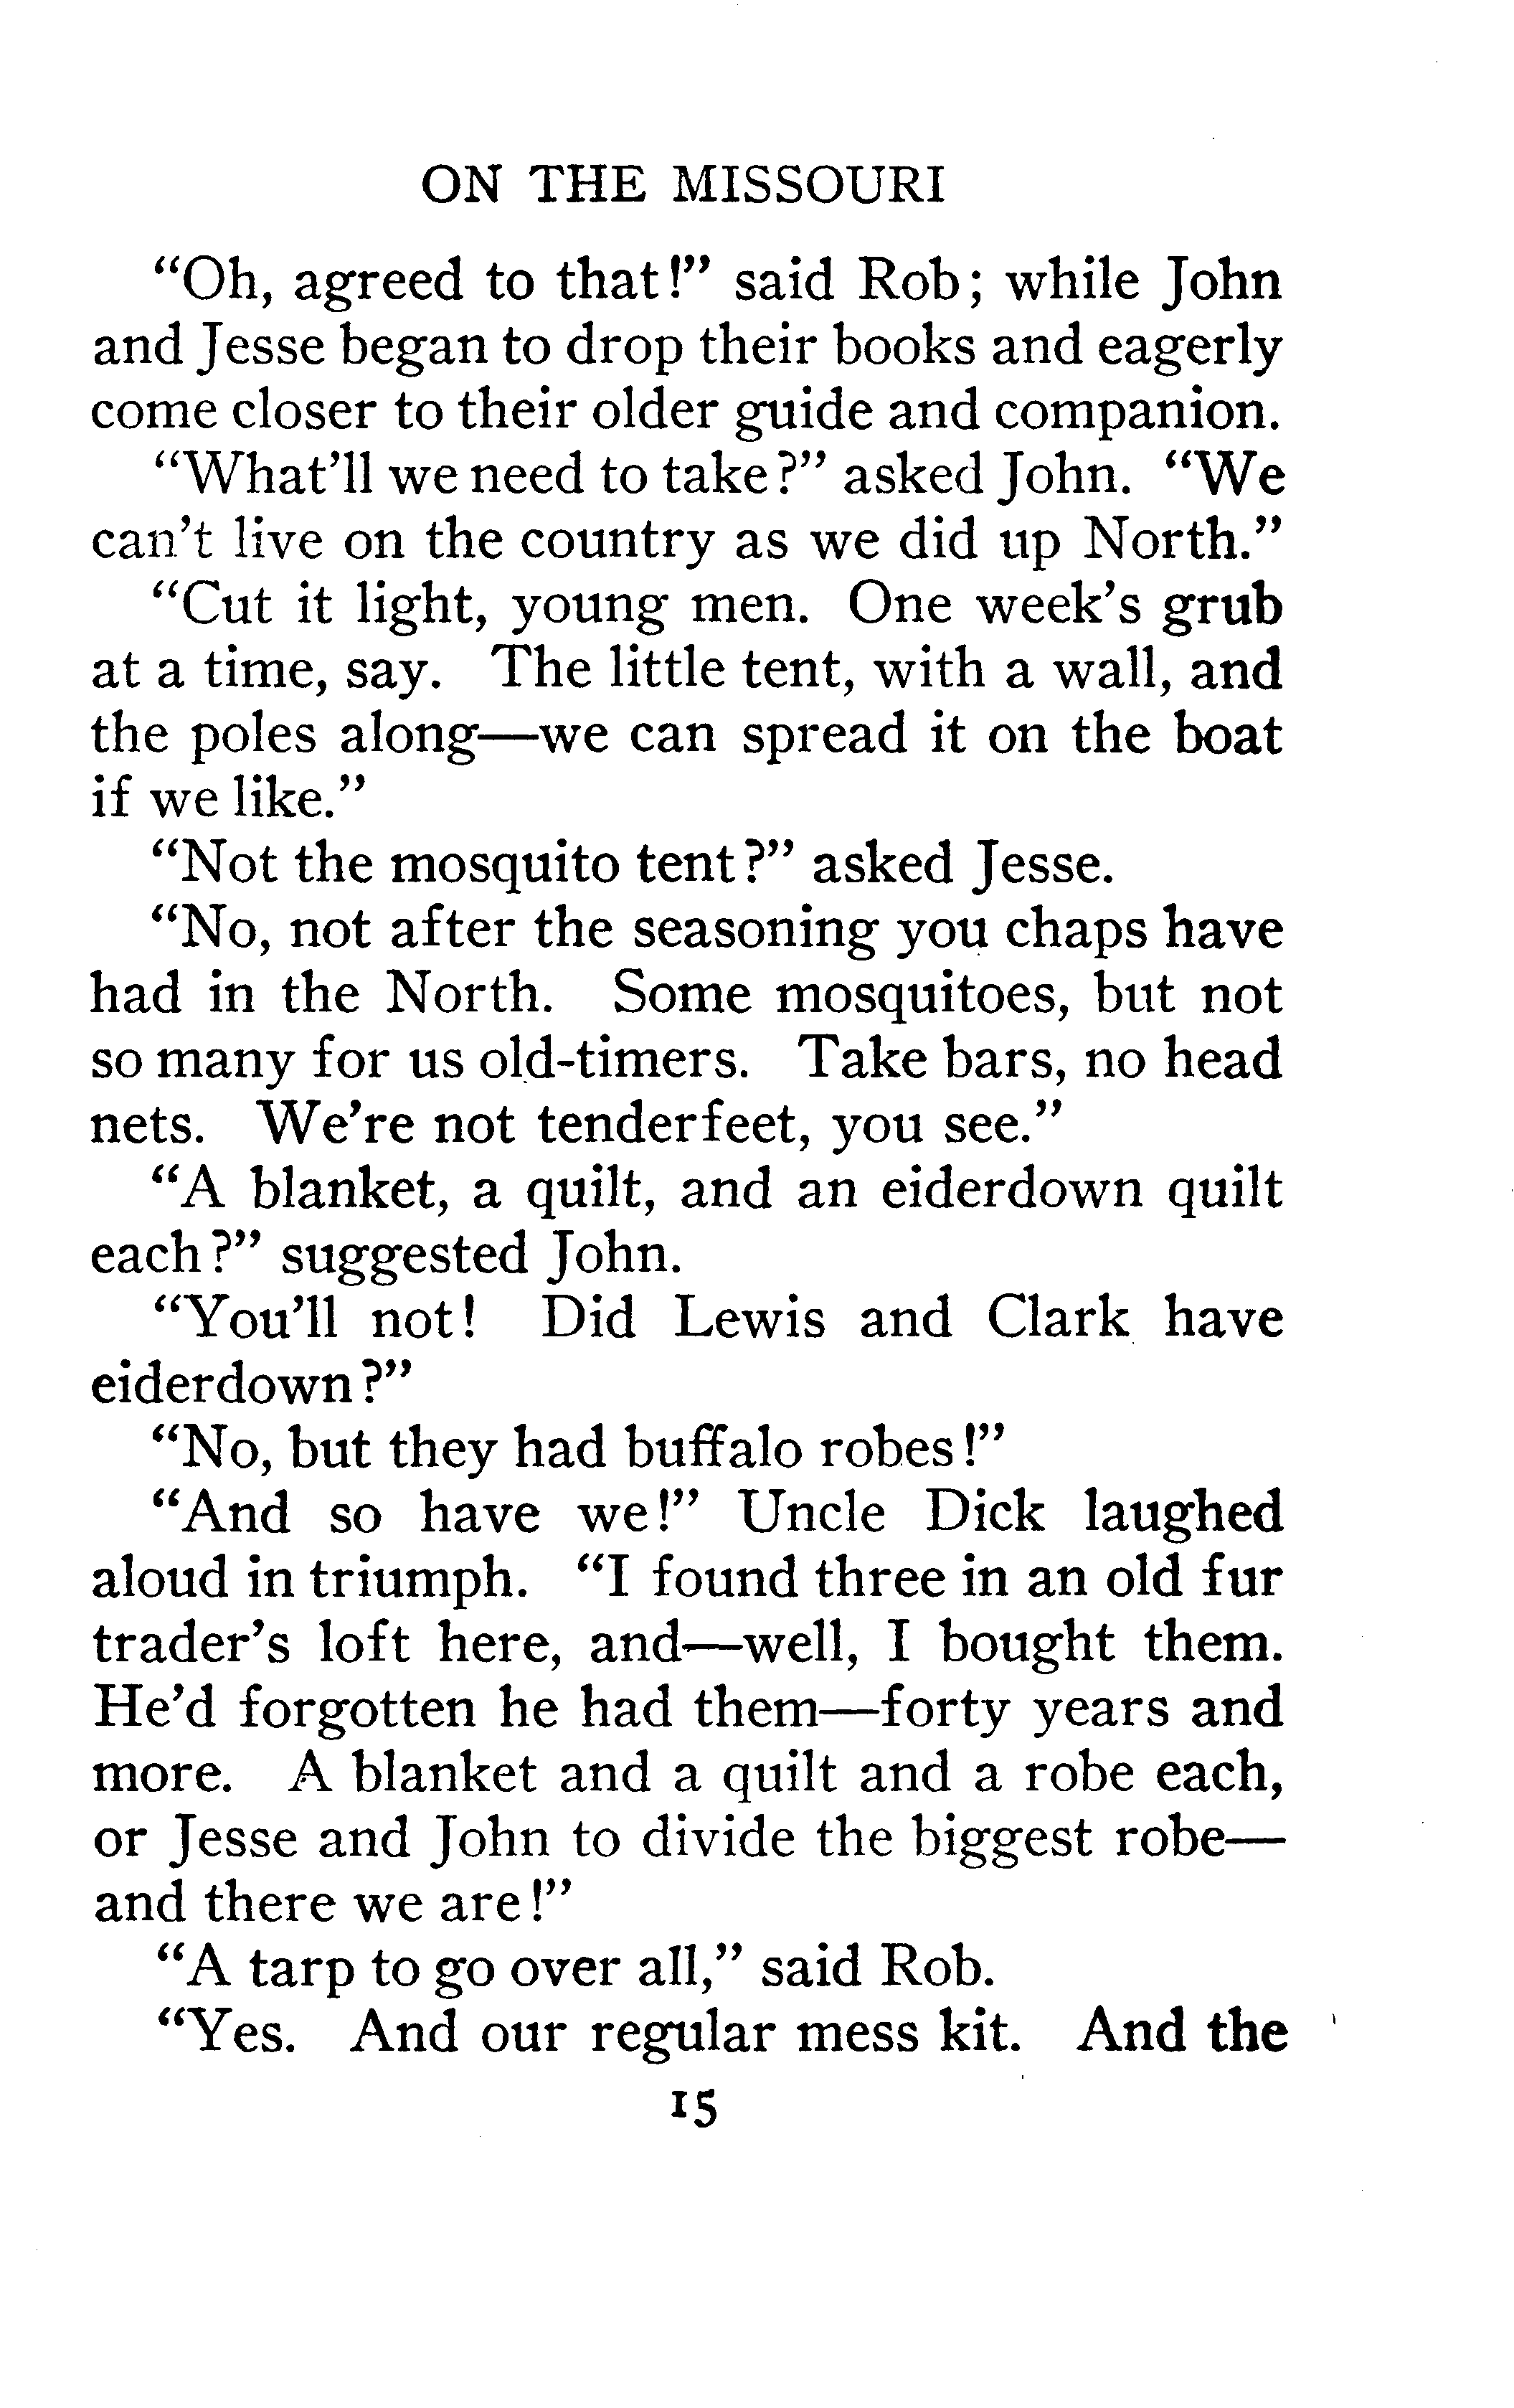 ON THE MISSOURI
“Oh, agreed to that!” said Rob; while John
and Jesse began to drop their books and eagerly
come closer to their older guide and companion.
“What’ll we need to take?” asked John. “We
can’t live on the country as we did up North.”
“Cut it light, young men. One week’s grub
at a time, say. The little tent, with a wall, and
the poles along—we can spread it on the boat
if we like.”
“Not the mosquito tent?” asked Jesse.
“No, not after the seasoning you chaps have
had in the North. Some mosquitoes, but not
so many for us old-timers. Take bars, no head
nets. We’re not tenderfeet, you see.”
“A blanket, a quilt, and an eiderdown quilt
each?” suggested John.
“You’ll not! Did Lewis and Clark have
eiderdown?”
“No, but they had buffalo robes!”
“And so have we!” Uncle Dick laughed
aloud in triumph. “I found three in an old fur
trader’s loft here, and—well, I bought them.
He’d forgotten he had them—forty years and
more. A blanket and a quilt and a robe each,
or Jesse and John to divide the biggest robe—
and there we are!”
“A tarp to go over all,” said Rob.
“Yes. And our regular mess kit. And the
15